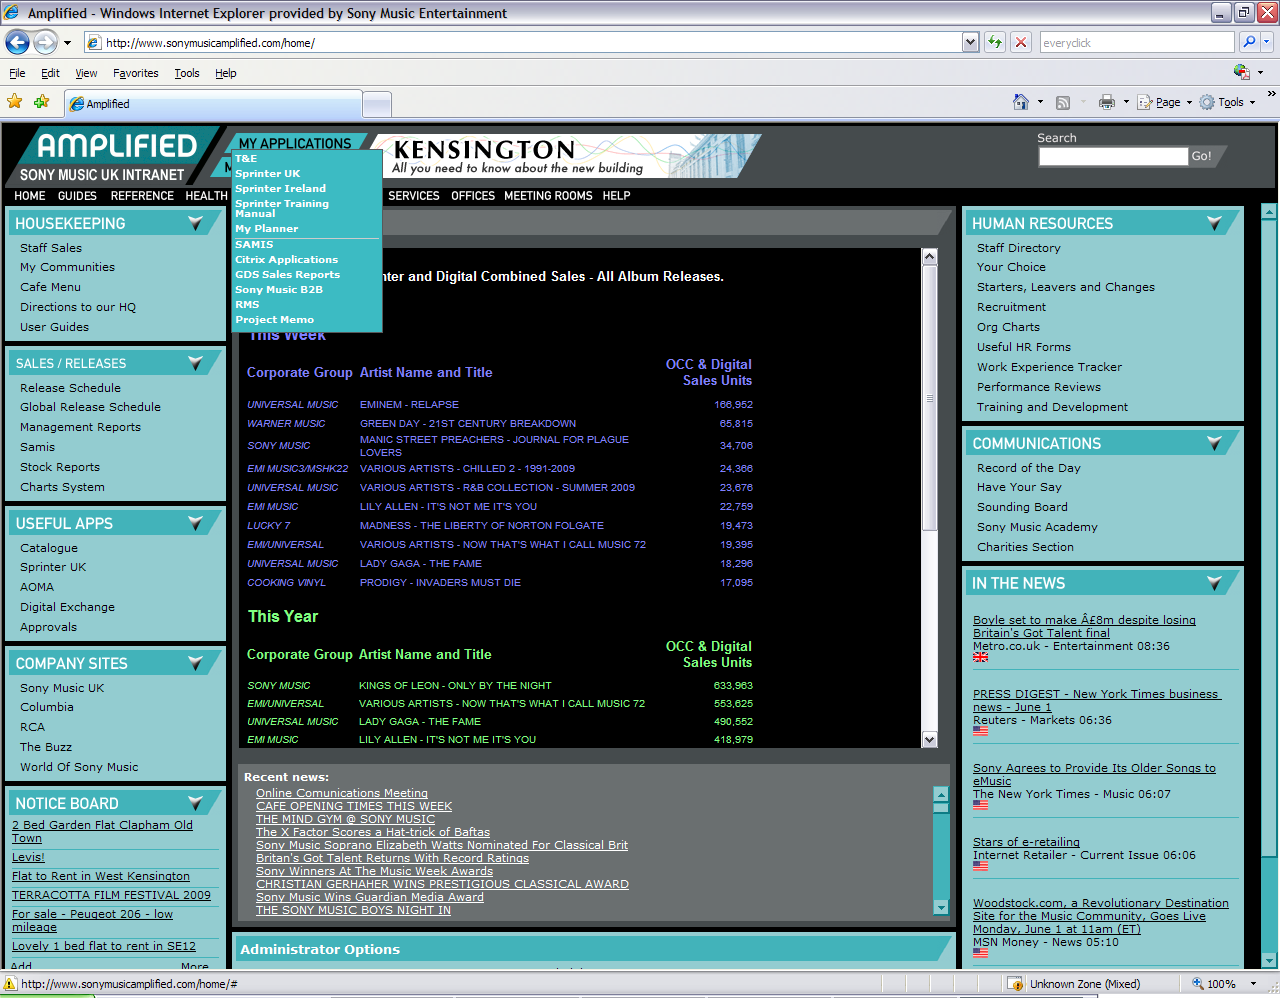 Amplified - Windows Internet Explorer provided by Sony Music Entertainment
http://www.sonymusicamplified.com/home/
everyclick
File Edit View Favorites Tools Help
Amplified
Page Tools
AMPLIFIED
SONY MUSIC UK INTRANET
MY APPLICATIONS
KENSINGTON
All you need to know about the new building
Search
Go!
HOME GUIDES REFERENCE HEALTH SERVICES OFFICES MEETING ROOMS HELP
T&E
Sprinter UK
Sprinter Ireland
Sprinter Training
Manual
My Planner
SAMIS
Citrix Applications
GDS Sales Reports
Sony Music B2B
RMS
Project Memo
HOUSEKEEPING
Staff Sales
My Communities
Cafe Menu
Directions to our HQ
User Guides
SALES / RELEASES
Release Schedule
Global Release Schedule
Management Reports
Samis
Stock Reports
Charts System
USEFUL APPS
Catalogue
Sprinter UK
AOMA
Digital Exchange
Approvals
COMPANY SITES
Sony Music UK
Columbia
RCA
The Buzz
World Of Sony Music
NOTICE BOARD
2 Bed Garden Flat Clapham Old
Town
Levis!
Flat to Rent in West Kensington
TERRACOTTA FILM FESTIVAL 2009
For sale - Peugeot 206 - low
mileage
Lovely 1 bed flat to rent in SE12
Add More
nter and Digital Combined Sales - All Album Releases.
This Week
Corporate Group Artist Name and Title OCC & Digital
Sales Units
UNIVERSAL MUSIC EMINEM - RELAPSE 166,952
WARNER MUSIC GREEN DAY - 21ST CENTURY BREAKDOWN 65,815
SONY MUSIC MANIC STREET PREACHERS - JOURNAL FOR PLAGUE
LOVERS 34,706
EMI MUSIC3/MSHK22 VARIOUS ARTISTS - CHILLED 2 - 1991-2009 24,366
UNIVERSAL MUSIC VARIOUS ARTISTS - R&B COLLECTION - SUMMER 2009 23,676
EMI MUSIC LILY ALLEN - IT'S NOT ME IT'S YOU 22,759
LUCKY 7 MADNESS - THE LIBERTY OF NORTON FOLGATE 19,473
EMI/UNIVERSAL VARIOUS ARTISTS - NOW THAT'S WHAT I CALL MUSIC 72 19,395
UNIVERSAL MUSIC LADY GAGA - THE FAME 18,296
COOKING VINYL PRODIGY - INVADERS MUST DIE 17,095
This Year
Corporate Group Artist Name and Title OCC & Digital
Sales Units
SONY MUSIC KINGS OF LEON - ONLY BY THE NIGHT 633,963
EMI/UNIVERSAL VARIOUS ARTISTS - NOW THAT'S WHAT I CALL MUSIC 72 553,625
UNIVERSAL MUSIC LADY GAGA - THE FAME 490,552
EMI MUSIC LILY ALLEN - IT'S NOT ME IT'S YOU 418,979
Recent news:
Online Comunications Meeting
CAFE OPENING TIMES THIS WEEK
THE MIND GYM @ SONY MUSIC
The X Factor Scores a Hat-trick of Baftas
Sony Music Soprano Elizabeth Watts Nominated For Classical Brit
Britan's Got Talent Returns With Record Ratings
Sony Winners At The Music Week Awards
CHRISTIAN GERHAHER WINS PRESTIGIOUS CLASSICAL AWARD
Sony Music Wins Guardian Media Award
THE SONY MUSIC BOYS NIGHT IN
Administrator Options
HUMAN RESOURCES
Staff Directory
Your Choice
Starters, Leavers and Changes
Recruitment
Org Charts
Useful HR Forms
Work Experience Tracker
Performance Reviews
Training and Development
COMMUNICATIONS
Record of the Day
Have Your Say
Sounding Board
Sony Music Academy
Charities Section
IN THE NEWS
Boyle set to make Â£8m despite losing
Britain's Got Talent final
Metro.co.uk - Entertainment 08:36
PRESS DIGEST - New York Times business
news - June 1
Reuters - Markets 06:36
Sony Agrees to Provide Its Older Songs to
eMusic
The New York Times - Music 06:07
Stars of e-retailing
Internet Retailer - Current Issue 06:06
Woodstock.com, a Revolutionary Destination
Site for the Music Community, Goes Live
Monday, June 1 at 11am (ET)
MSN Money - News 05:10
http://www.sonymusicamplified.com/home/#
Unknown Zone (Mixed)
100%